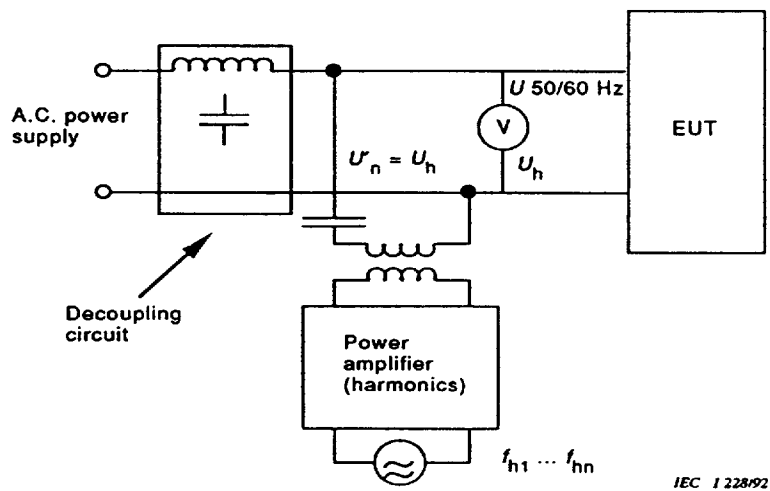 U 50/60 Hz
A.C. power
supply
V
EUT
U'n = Uh
Uh
Decoupling
circuit
Power
amplifier
(harmonics)
fh1 ... fhn
IEC 1 228/92